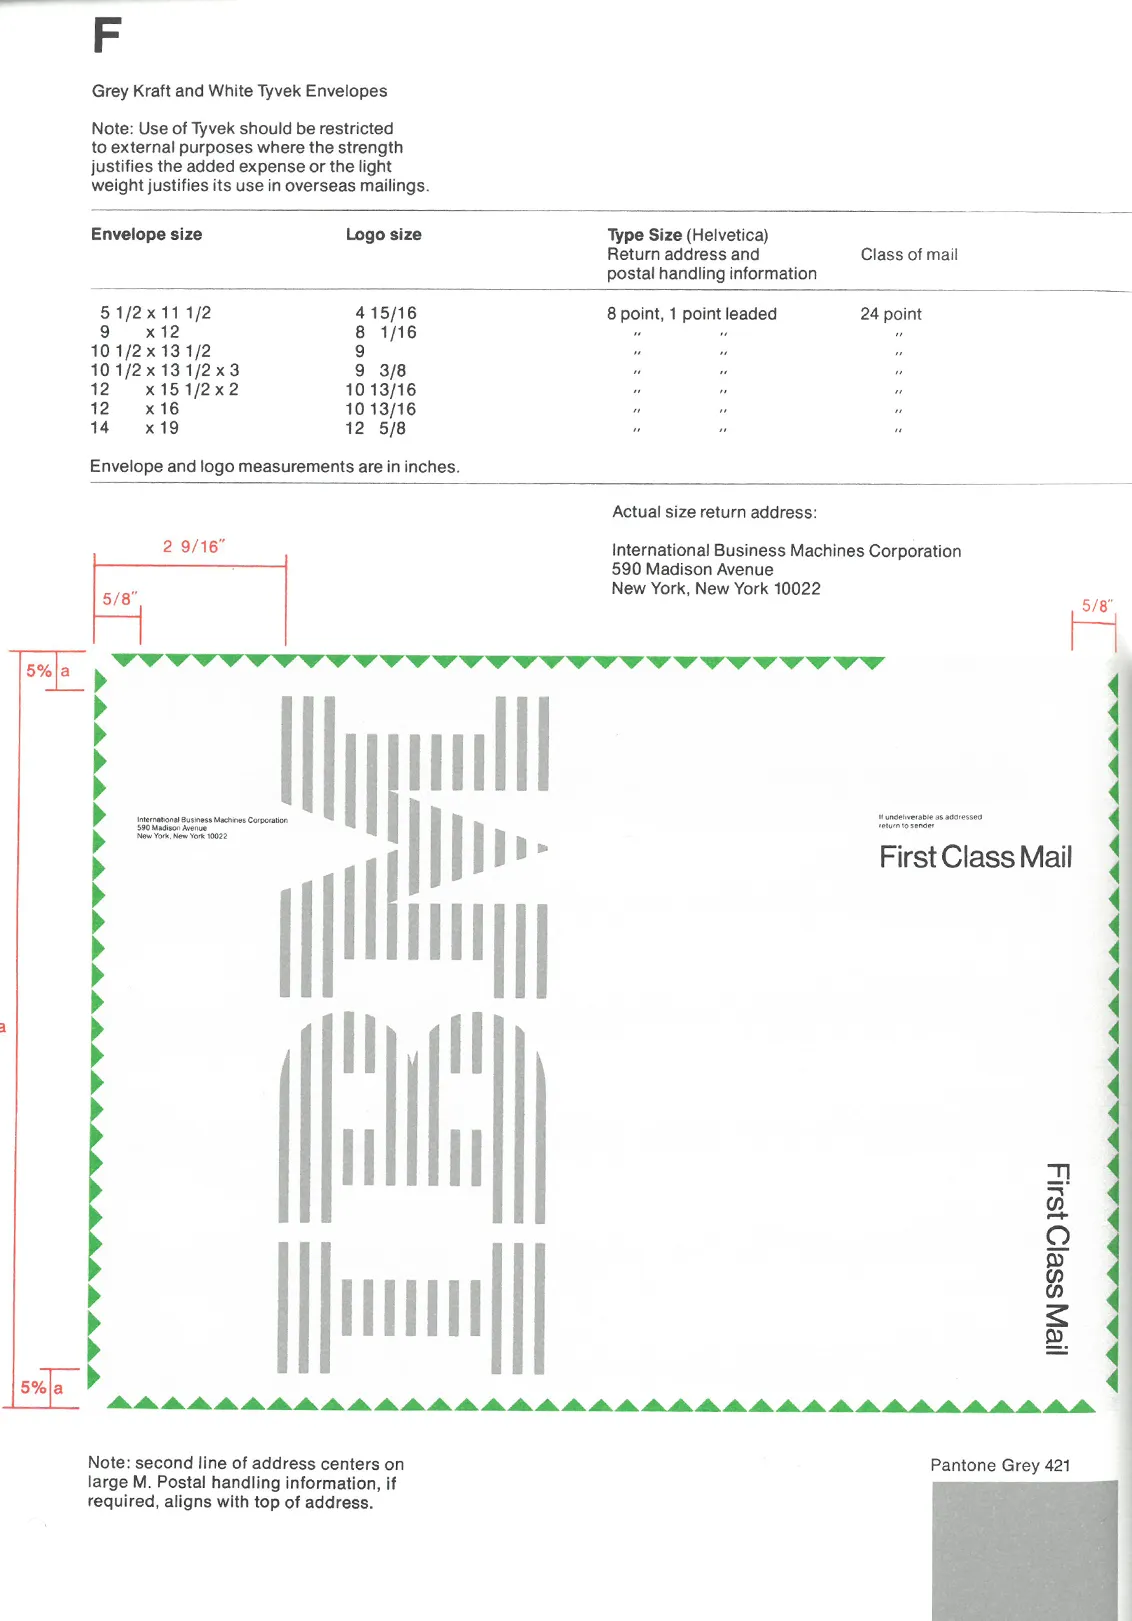 F
Grey Kraft and White Tyvek Envelopes
Note: Use of Tyvek should be restricted
to external purposes where the strength
justifies the added expense or the light
weight justifies its use in overseas mailings.
Envelope size Logo size Type Size (Helvetica)
Return address and Class of mail
postal handling information
5 1/2 x 11 1/2 4 15/16 8 point, 1 point leaded 24 point
9 x 12 8 1/16 " " "
10 1/2 x 13 1/2 9 " " "
10 1/2 x 13 1/2 x 3 9 3/8 " " "
12 x 15 1/2 x 2 10 13/16 " " "
12 x 16 10 13/16 " " "
14 x 19 12 5/8 " " "
Envelope and logo measurements are in inches.
Actual size return address:
International Business Machines Corporation
590 Madison Avenue
New York, New York 10022
2 9/16"
5/8"
5/8"
5% a
IBM
International Business Machines Corporation
590 Madison Avenue
New York, New York 10022
If undeliverable as addressed
return to sender
First Class Mail
a
First Class Mail
5% a
Note: second line of address centers on
large M. Postal handling information, if
required, aligns with top of address.
Pantone Grey 421